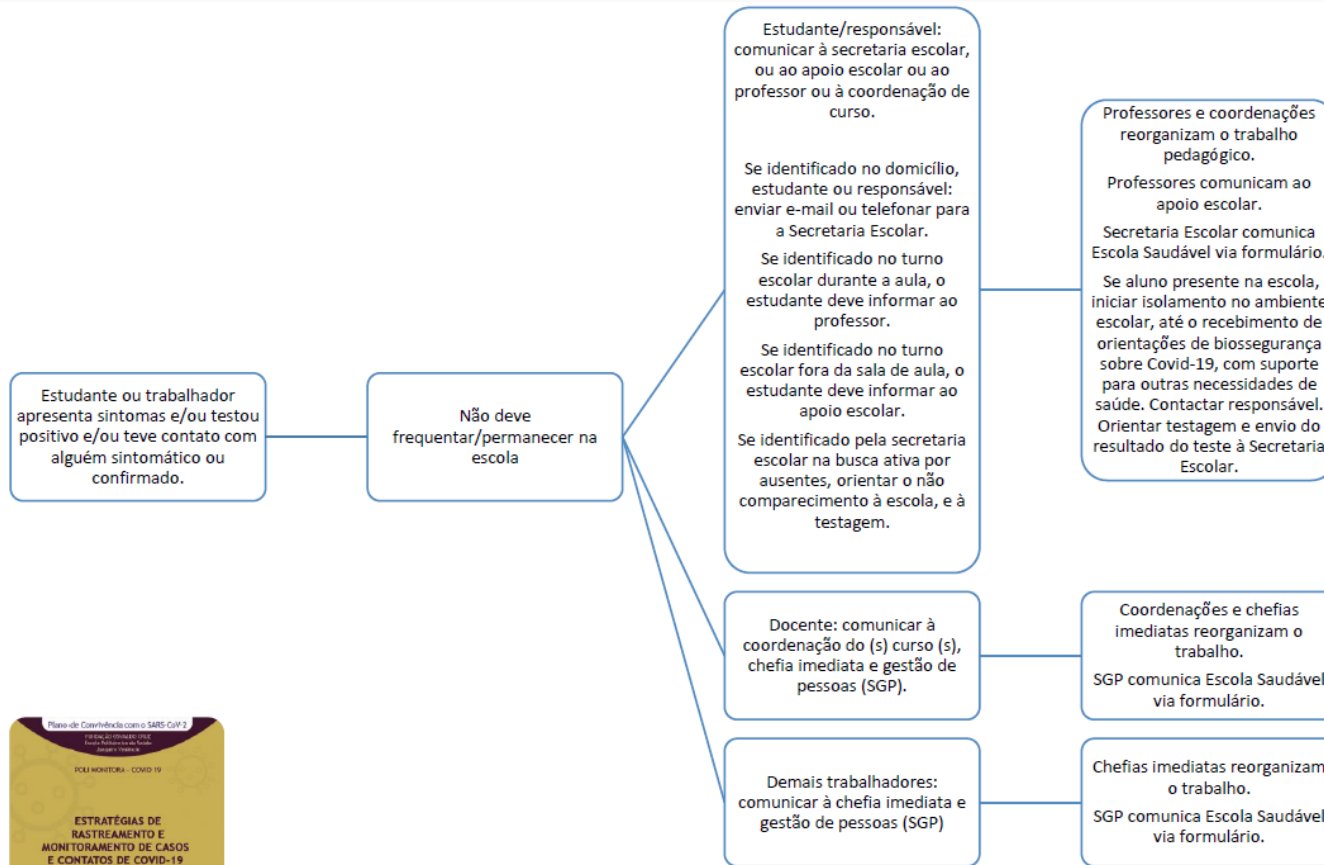 Estudante ou trabalhador
apresenta sintomas e/ou testou
positivo e/ou teve contato com
alguém sintomático ou
confirmado.
Não deve
frequentar/permanecer na
escola
Estudante/responsável:
comunicar à secretaria escolar,
ou ao apoio escolar ou ao
professor ou à coordenação de
curso.
Se identificado no domicílio,
estudante ou responsável:
enviar e-mail ou telefonar para
a Secretaria Escolar.
Se identificado no turno
escolar durante a aula, o
estudante deve informar ao
professor.
Se identificado no turno
escolar fora da sala de aula, o
estudante deve informar ao
apoio escolar.
Se identificado pela secretaria
escolar na busca ativa por
ausentes, orientar o não
comparecimento à escola, e à
testagem.
Professores e coordenações
reorganizam o trabalho
pedagógico.
Professores comunicam ao
apoio escolar.
Secretaria Escolar comunica
Escola Saudável via formulário.
Se aluno presente na escola,
iniciar isolamento no ambiente
escolar, até o recebimento de
orientações de biossegurança
sobre Covid-19, com suporte
para outras necessidades de
saúde. Contactar responsável.
Orientar testagem e envio do
resultado do teste à Secretaria
Escolar.
Docente: comunicar à
coordenação do (s) curso (s),
chefia imediata e gestão de
pessoas (SGP).
Coordenações e chefias
imediatas reorganizam o
trabalho.
SGP comunica Escola Saudável
via formulário.
Demais trabalhadores:
comunicar à chefia imediata e
gestão de pessoas (SGP)
Chefias imediatas reorganizam
o trabalho.
SGP comunica Escola Saudável
via formulário.
Plano de Convivência com o SARS-CoV-2
FUNDAÇÃO OSWALDO CRUZ
Escola Politécnica de Saúde
Joaquim Venâncio
POLI MONITORA - COVID 19
ESTRATÉGIAS DE
RASTREAMENTO E
MONITORAMENTO DE CASOS
E CONTATOS DE COVID-19